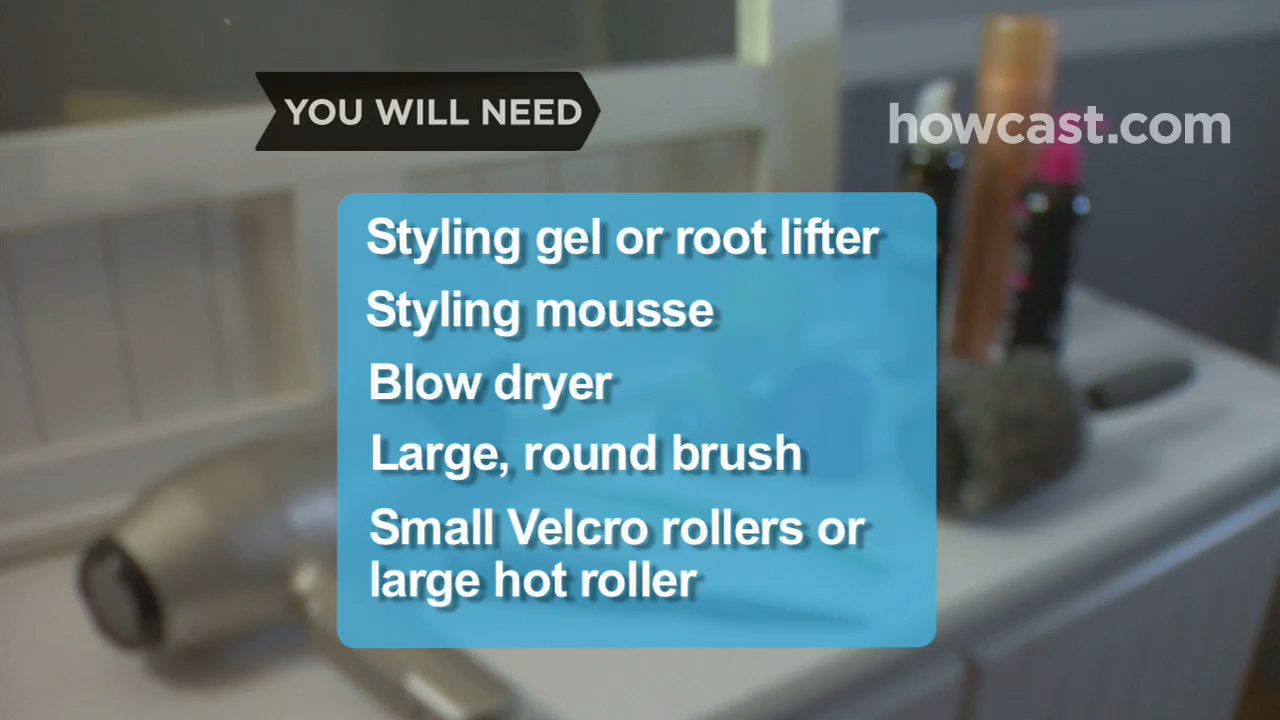 YOU WILL NEED
howcast.com
Styling gel or root lifter
Styling mousse
Blow dryer
Large, round brush
Small Velcro rollers or
large hot roller